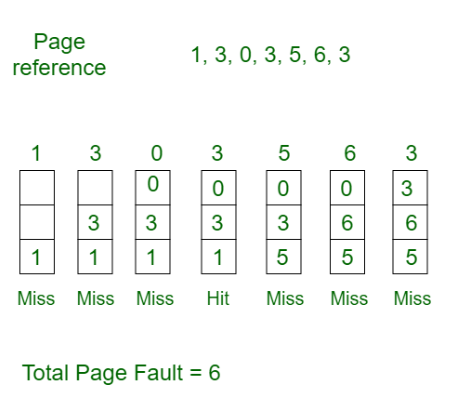 Page
reference
1, 3, 0, 3, 5, 6, 3
1 3 0 3 5 6 3
0 0 0 0 3
3 3 3 3 6 6
1 1 1 1 5 5 5
Miss Miss Miss Hit Miss Miss Miss
Total Page Fault = 6